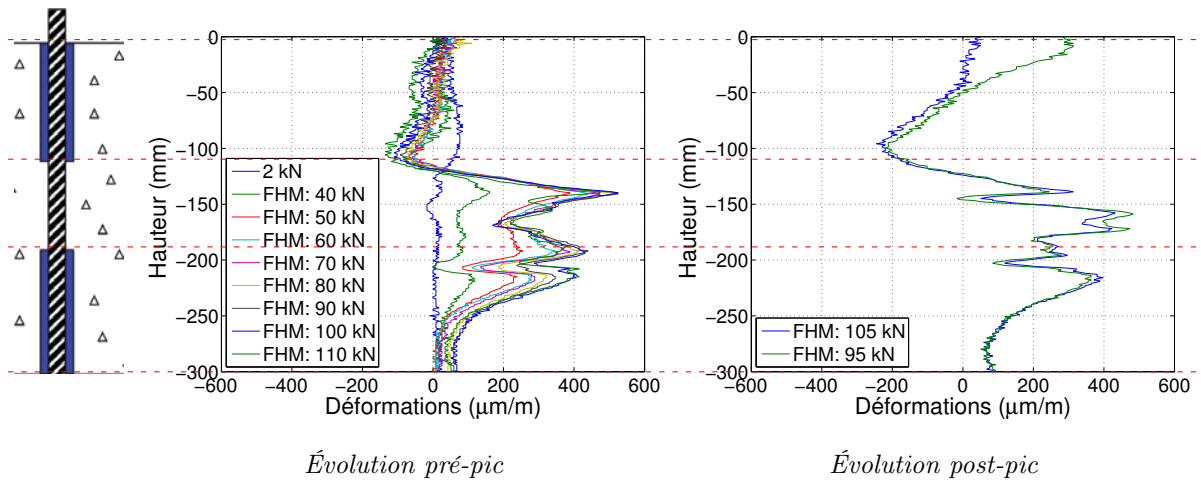 0
−50
−100
−150
−200
−250
−300
Hauteur (mm)
−600
−400
−200
0
200
400
600
Déformations (µm/m)
2 kN
FHM: 40 kN
FHM: 50 kN
FHM: 60 kN
FHM: 70 kN
FHM: 80 kN
FHM: 90 kN
FHM: 100 kN
FHM: 110 kN
Évolution pré-pic
0
−50
−100
−150
−200
−250
−300
Hauteur (mm)
−600
−400
−200
0
200
400
600
Déformations (µm/m)
FHM: 105 kN
FHM: 95 kN
Évolution post-pic